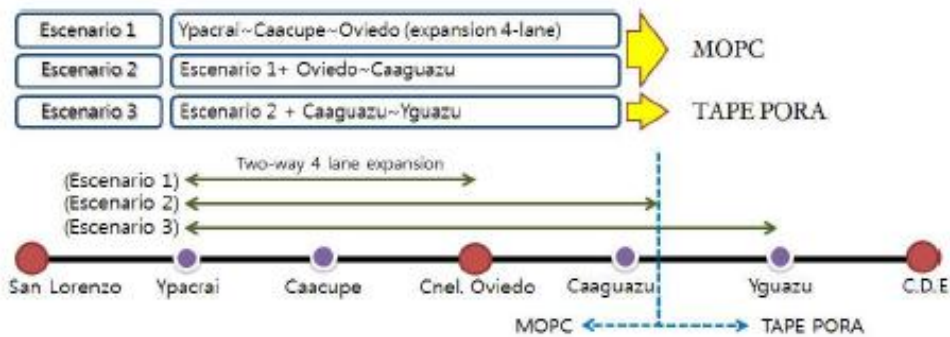 Escenario 1 Ypacrai~Caacupe~Oviedo (expansion 4-lane)
MOPC
Escenario 2 Escenario 1+ Oviedo~Caaguazu
Escenario 3 Escenario 2 + Caaguazu~Yguazu
TAPE PORA
Two-way 4 lane expansion
(Escenario 1)
(Escenario 2)
(Escenario 3)
San Lorenzo Ypacrai Caacupe Cnel. Oviedo Caaguazu Yguazu C.D.E
MOPC TAPE PORA